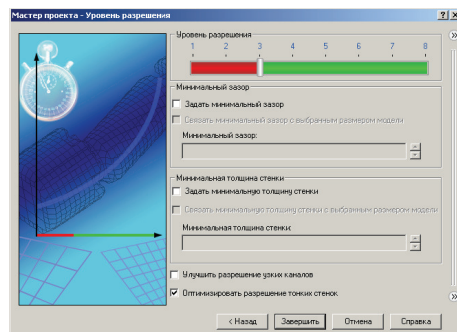 Мастер проекта - Уровень разрешения
Уровень разрешения
1 2 3 4 5 6 7 8
Минимальный зазор
Задать минимальный зазор
Связать минимальный зазор с выбранным размером модели
Минимальный зазор:
Минимальная толщина стенки
Задать минимальную толщину стенки
Связать минимальную толщину стенки с выбранным размером модели
Минимальная толщина стенки:
Улучшить разрешение узких каналов
Оптимизировать разрешение тонких стенок
< Назад Завершить Отмена Справка